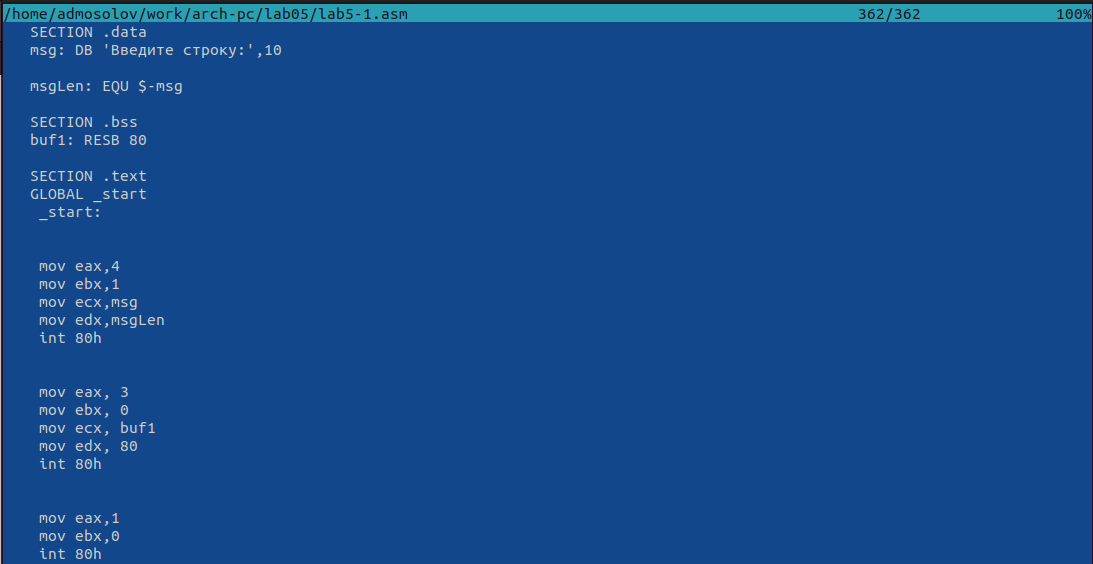 /home/admosolov/work/arch-pc/lab05/lab5-1.asm 362/362 100%
SECTION .data
msg: DB 'Введите строку:',10
msgLen: EQU $-msg
SECTION .bss
buf1: RESB 80
SECTION .text
GLOBAL _start
_start:
mov eax,4
mov ebx,1
mov ecx,msg
mov edx,msgLen
int 80h
mov eax, 3
mov ebx, 0
mov ecx, buf1
mov edx, 80
int 80h
mov eax,1
mov ebx,0
int 80h